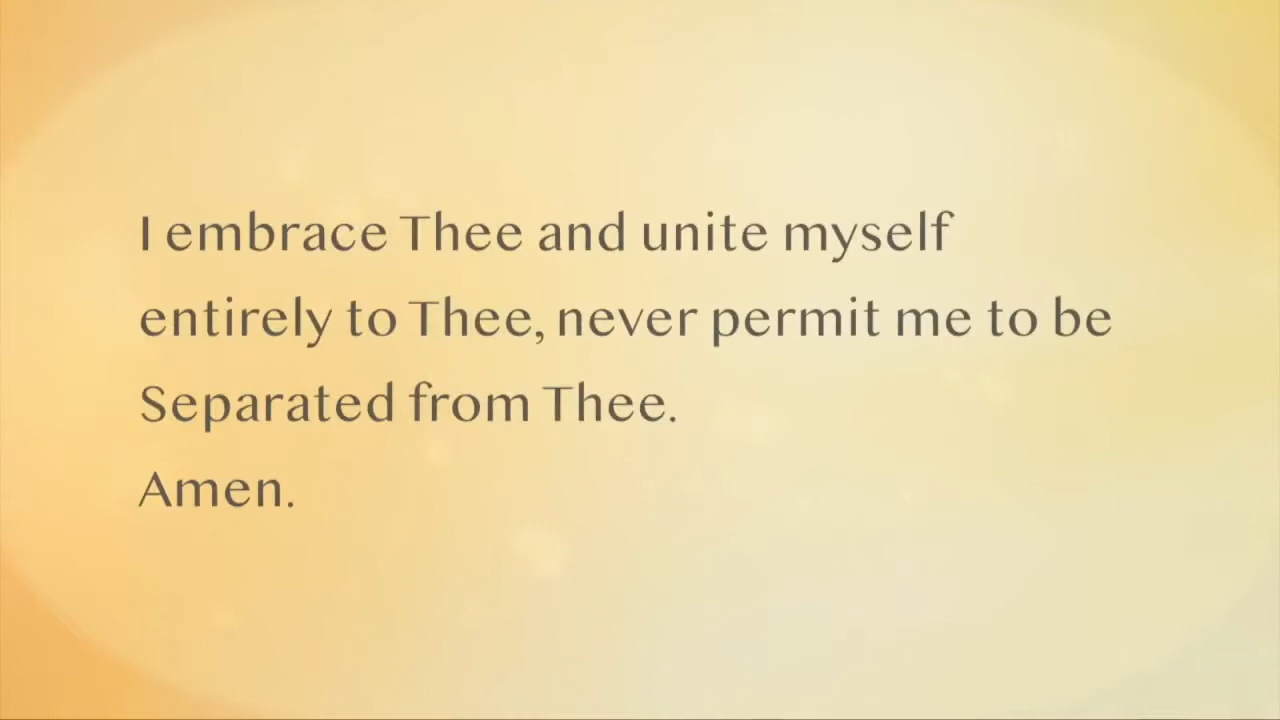 I embrace Thee and unite myself
entirely to Thee, never permit me to be
Separated from Thee.
Amen.